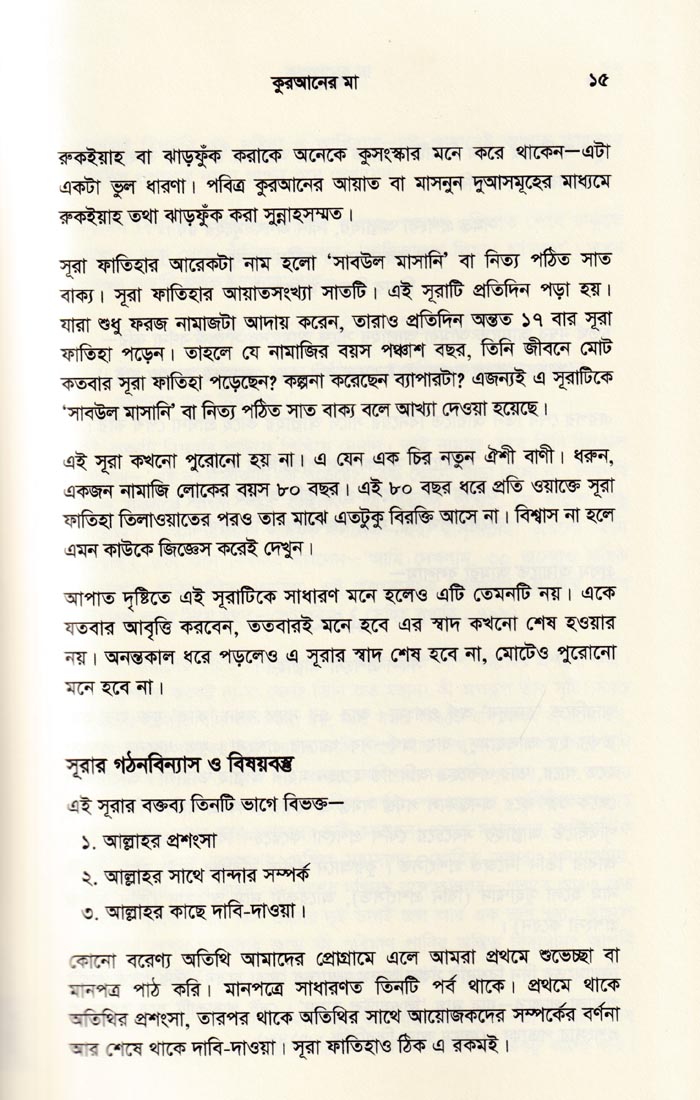 কুরআনের মা ১৫
রুকইয়াহ বা ঝাড়ফুঁক করাকে অনেকে কুসংস্কার মনে করে থাকেন—এটা
একটা ভুল ধারণা। পবিত্র কুরআনের আয়াত বা মাসনুন দুআসমূহের মাধ্যমে
রুকইয়াহ তথা ঝাড়ফুঁক করা সুন্নাহসম্মত।
সূরা ফাতিহার আরেকটা নাম হলো ‘সাবউল মাসানি’ বা নিত্য পঠিত সাত
বাক্য। সূরা ফাতিহার আয়াতসংখ্যা সাতটি। এই সূরাটি প্রতিদিন পড়া হয়।
যারা শুধু ফরজ নামাজটা আদায় করেন, তারাও প্রতিদিন অন্তত ১৭ বার সূরা
ফাতিহা পড়েন। তাহলে যে নামাজির বয়স পঞ্চাশ বছর, তিনি জীবনে মোট
কতবার সূরা ফাতিহা পড়েছেন? কল্পনা করেছেন ব্যাপারটা? এজন্যই এ সূরাটিকে
‘সাবউল মাসানি’ বা নিত্য পঠিত সাত বাক্য বলে আখ্যা দেওয়া হয়েছে।
এই সূরা কখনো পুরোনো হয় না। এ যেন এক চির নতুন ঐশী বাণী। ধরুন,
একজন নামাজি লোকের বয়স ৮০ বছর। এই ৮০ বছর ধরে প্রতি ওয়াক্তে সূরা
ফাতিহা তিলাওয়াতের পরও তার মাঝে এতটুকু বিরক্তি আসে না। বিশ্বাস না হলে
এমন কাউকে জিজ্ঞেস করেই দেখুন।
আপাত দৃষ্টিতে এই সূরাটিকে সাধারণ মনে হলেও এটি তেমনটি নয়। একে
যতবার আবৃত্তি করবেন, ততবারই মনে হবে এর স্বাদ কখনো শেষ হওয়ার
নয়। অনন্তকাল ধরে পড়লেও এ সূরার স্বাদ শেষ হবে না, মোটেও পুরোনো
মনে হবে না।
সূরার গঠনবিন্যাস ও বিষয়বস্তু
এই সূরার বক্তব্য তিনটি ভাগে বিভক্ত—
১. আল্লাহর প্রশংসা
২. আল্লাহর সাথে বান্দার সম্পর্ক
৩. আল্লাহর কাছে দাবি-দাওয়া।
কোনো বরেণ্য অতিথি আমাদের প্রোগ্রামে এলে আমরা প্রথমে শুভেচ্ছা বা
মানপত্র পাঠ করি। মানপত্রে সাধারণত তিনটি পর্ব থাকে। প্রথমে থাকে
অতিথির প্রশংসা, তারপর থাকে অতিথির সাথে আয়োজকদের সম্পর্কের বর্ণনা
আর শেষে থাকে দাবি-দাওয়া। সূরা ফাতিহাও ঠিক এ রকমই।